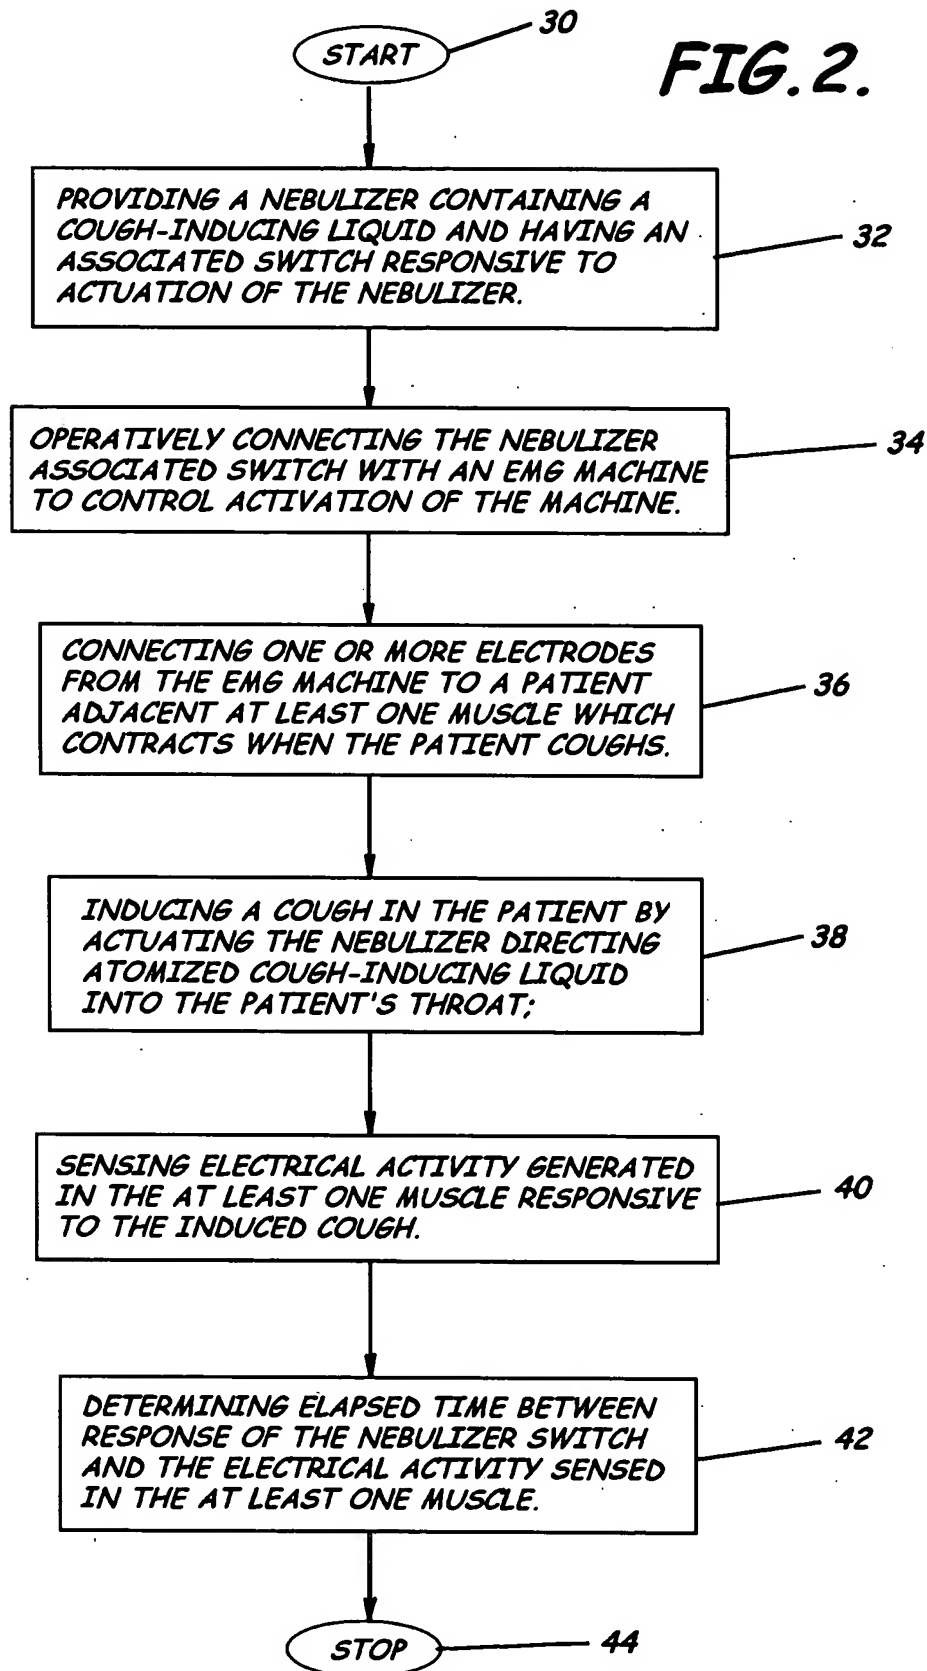 30
START
FIG. 2.
PROVIDING A NEBULIZER CONTAINING A
COUGH-INDUCING LIQUID AND HAVING AN
ASSOCIATED SWITCH RESPONSIVE TO
ACTUATION OF THE NEBULIZER.
32
OPERATIVELY CONNECTING THE NEBULIZER
ASSOCIATED SWITCH WITH AN EMG MACHINE
TO CONTROL ACTIVATION OF THE MACHINE.
34
CONNECTING ONE OR MORE ELECTRODES
FROM THE EMG MACHINE TO A PATIENT
ADJACENT AT LEAST ONE MUSCLE WHICH
CONTRACTS WHEN THE PATIENT COUGHS.
36
INDUCING A COUGH IN THE PATIENT BY
ACTUATING THE NEBULIZER DIRECTING
ATOMIZED COUGH-INDUCING LIQUID
INTO THE PATIENT'S THROAT;
38
SENSING ELECTRICAL ACTIVITY GENERATED
IN THE AT LEAST ONE MUSCLE RESPONSIVE
TO THE INDUCED COUGH.
40
DETERMINING ELAPSED TIME BETWEEN
RESPONSE OF THE NEBULIZER SWITCH
AND THE ELECTRICAL ACTIVITY SENSED
IN THE AT LEAST ONE MUSCLE.
42
STOP
44